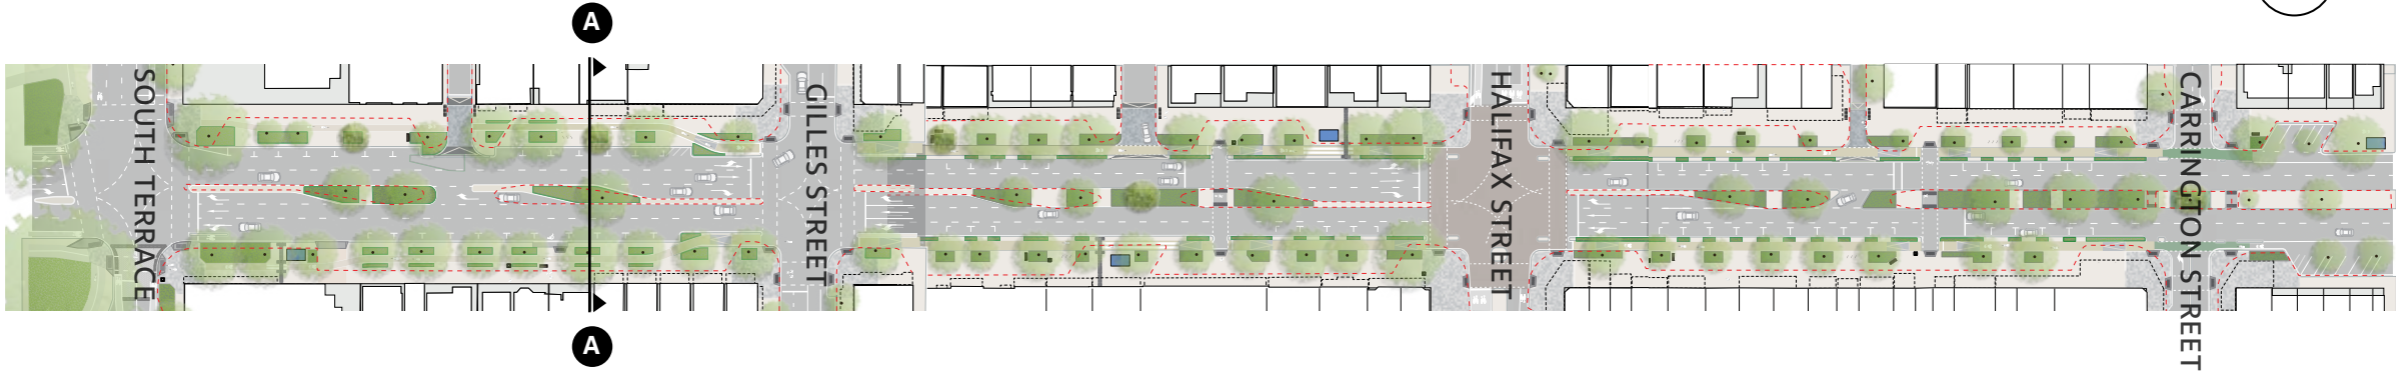 A
SOUTH TERRACE
GILLES STREET
HALIFAX STREET
CARRINGTON STREET
A